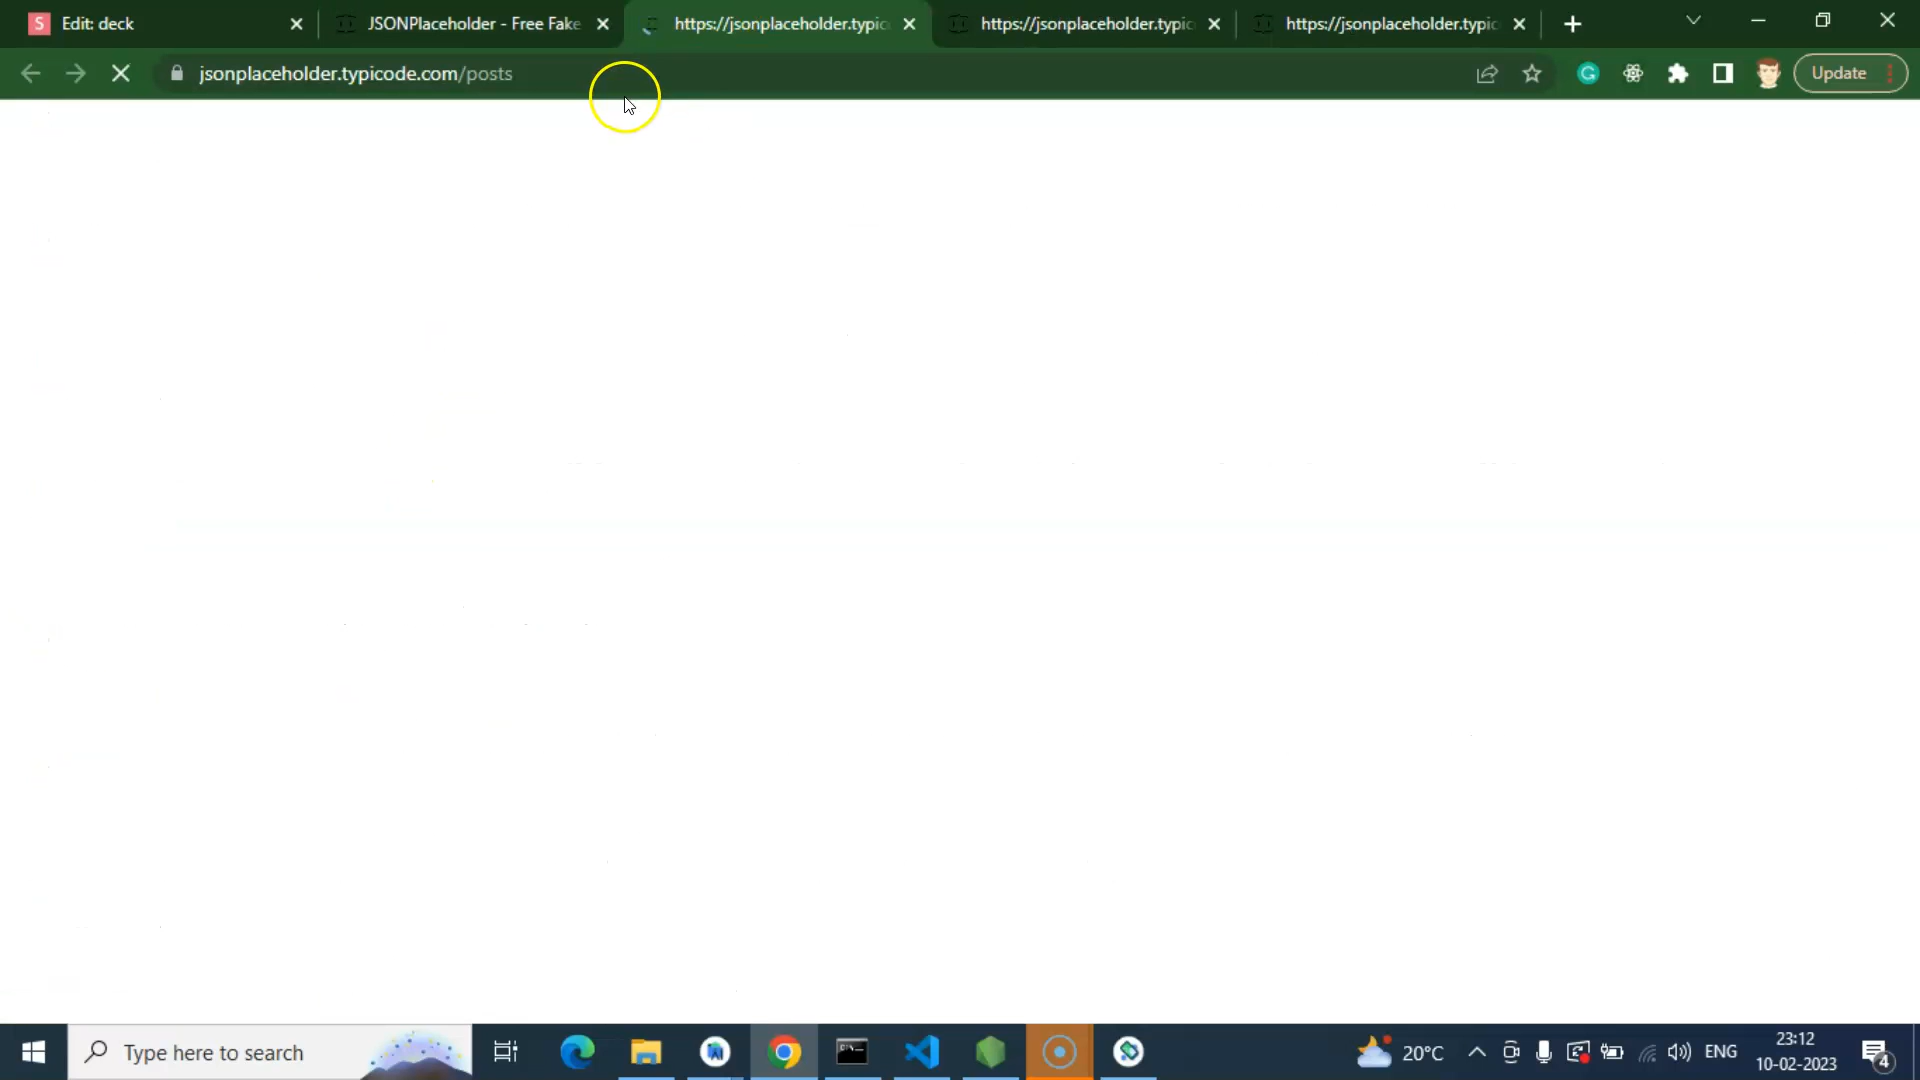 S Edit: deck
JSONPlaceholder - Free Fake
https://jsonplaceholder.typic
https://jsonplaceholder.typic
https://jsonplaceholder.typic
jsonplaceholder.typicode.com/posts
Update
Type here to search
20°C
ENG
23:12
10-02-2023
4